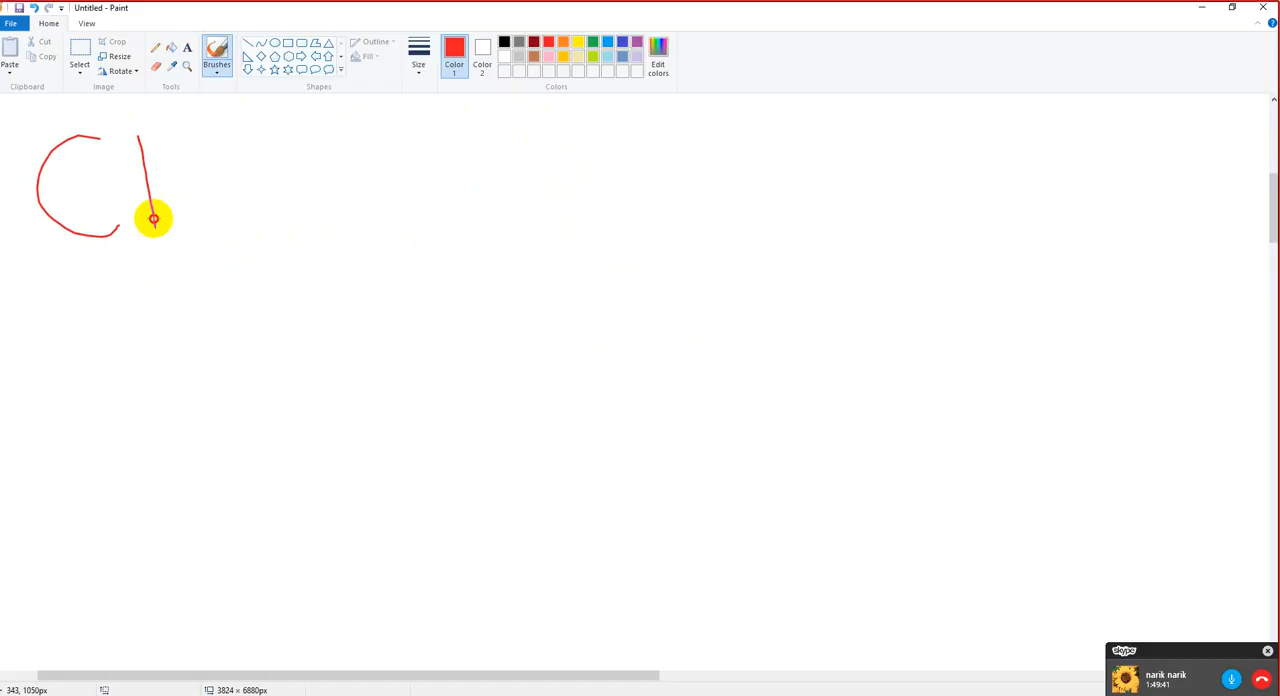 Untitled - Paint
File Home View
Paste
Cut
Copy
Clipboard
Select
Crop
Resize
Rotate
Image
Tools
Brushes
Shapes
Outline
Fill
Size
Color 1
Color 2
Edit colors
Colors
Cl
skype
narik narik
1:49:41
343, 1050px
3824 × 6880px